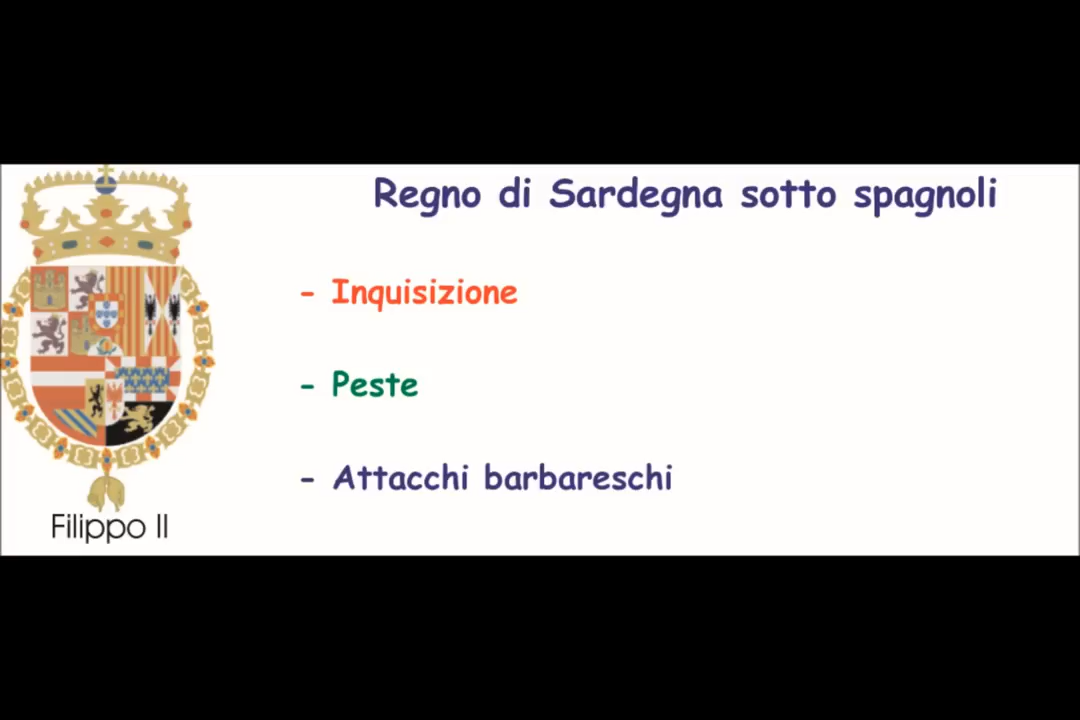 Regno di Sardegna sotto spagnoli
- Inquisizione
- Peste
- Attacchi barbareschi
Filippo II